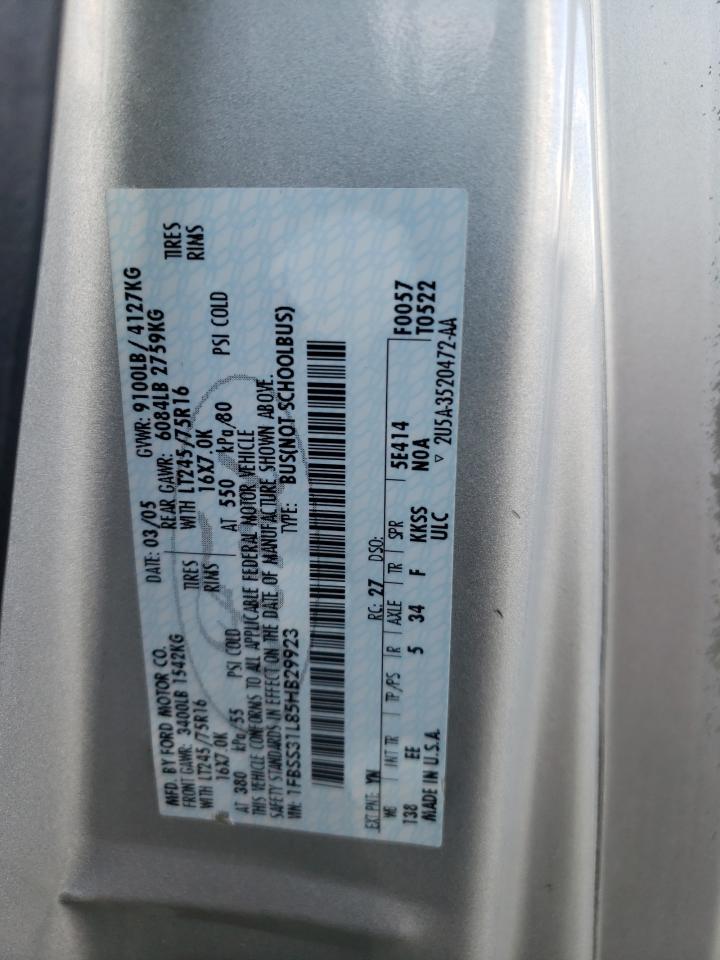 MFD. BY FORD MOTOR CO.
DATE: 03/05 GVWR: 9100LB / 4127KG
FRONT GAWR: 3400LB 1542KG REAR GAWR: 6084LB 2759KG
WITH LT245/75R16 TIRES WITH LT245/75R16 TIRES
16X7.0K RIMS 16X7.0K RIMS
AT 380 kPa/55 PSI COLD AT 550 kPa/80 PSI COLD
THIS VEHICLE CONFORMS TO ALL APPLICABLE FEDERAL MOTOR VEHICLE
SAFETY STANDARDS IN EFFECT ON THE DATE OF MANUFACTURE SHOWN ABOVE.
VIN: 1FBSS31L85HB29923 TYPE: BUS(NOT SCHOOLBUS)
EXT PNT: YN RC: 27 DSO:
WB INT TR TP/PS R AXLE TR SPR F0057
138 EE 5 34 F KKSS 5E414 T0522
MADE IN U.S.A. ULC NOA
▽ 2U5A-3520472-AA